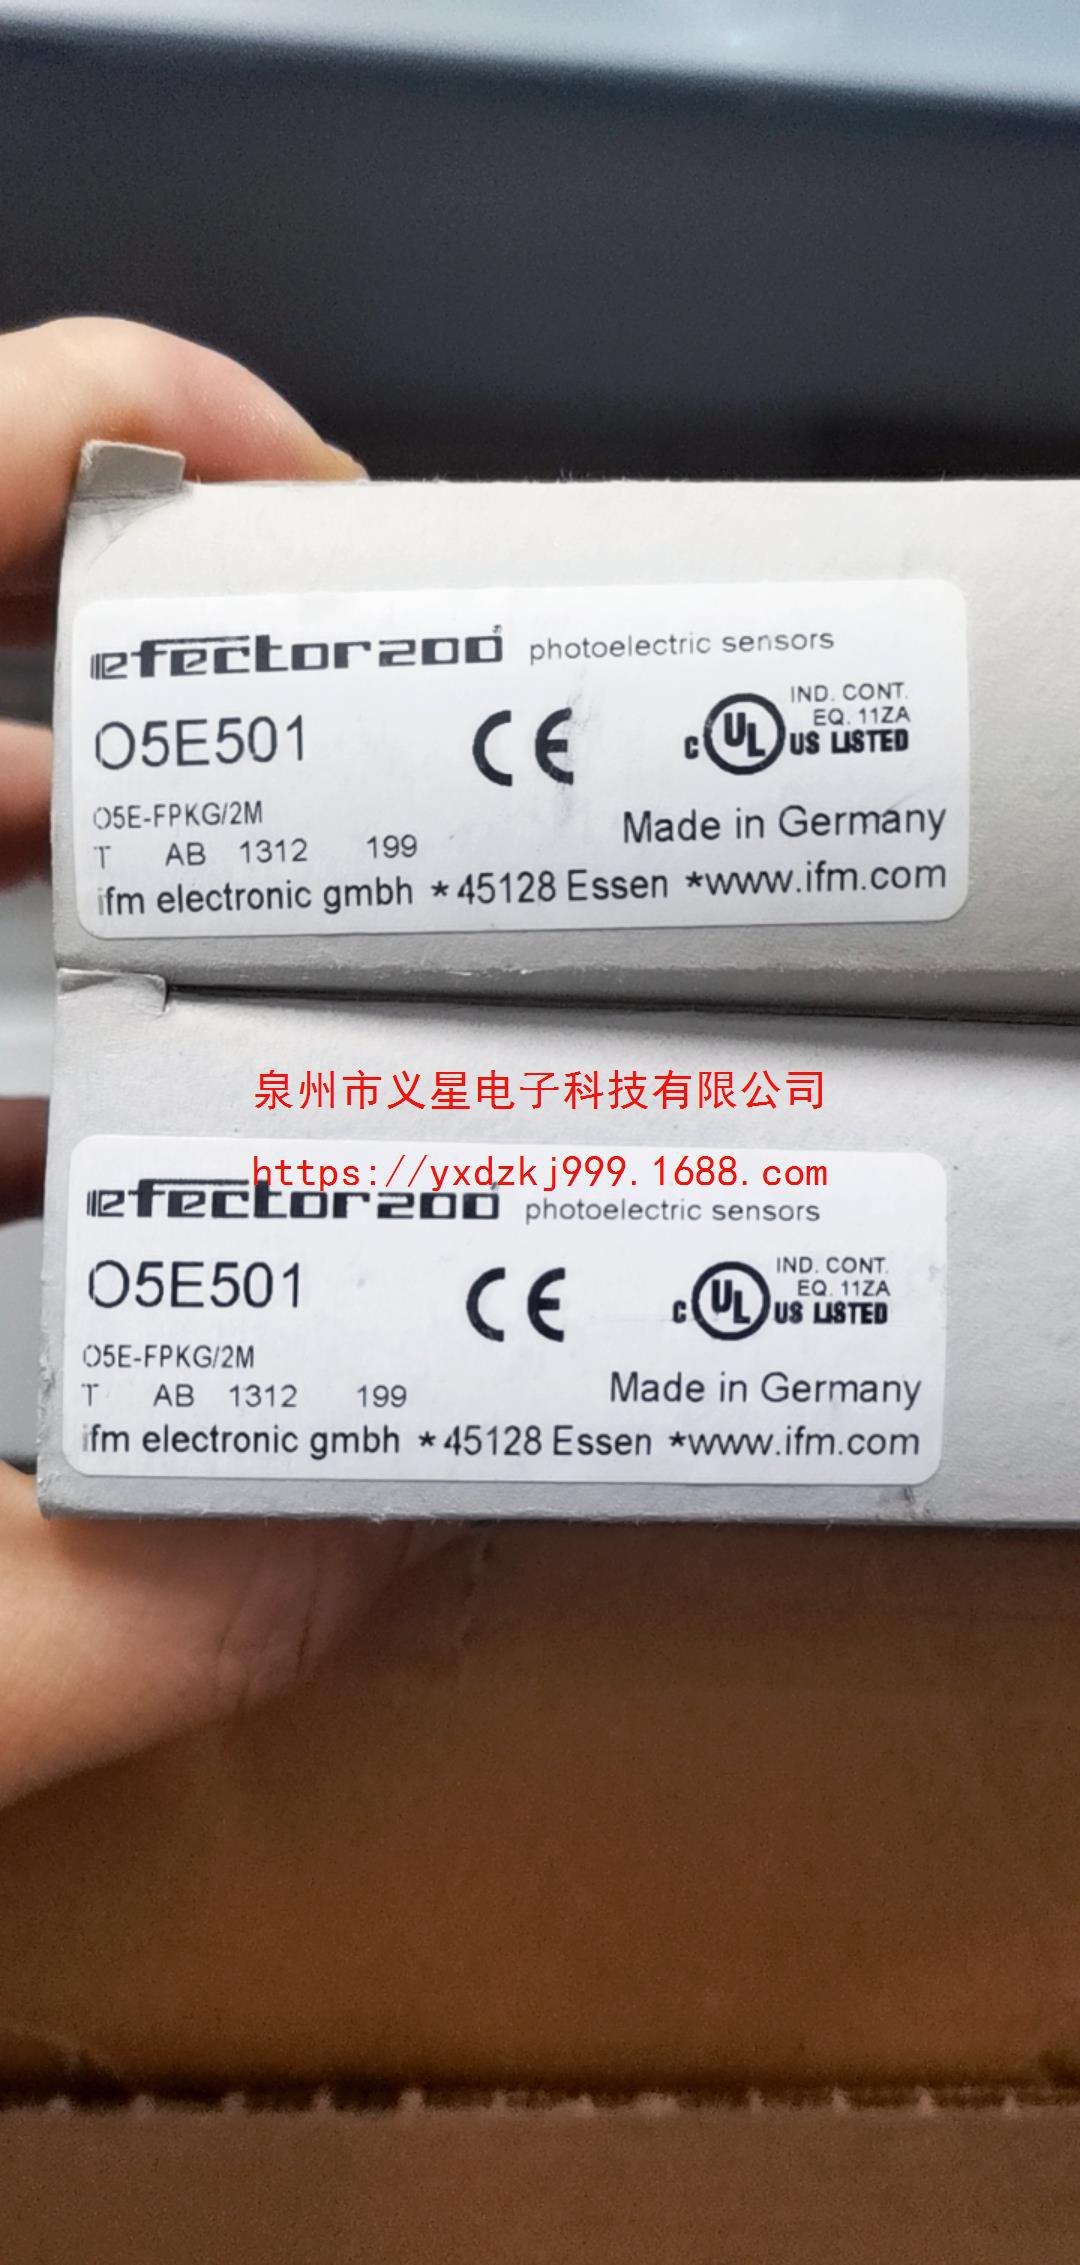 efector200® photoelectric sensors
O5E501
CE
C UL US LISTED
IND. CONT.
EQ. 11ZA
O5E-FPKG/2M
T AB 1312 199
Made in Germany
ifm electronic gmbh *45128 Essen *www.ifm.com
泉州市义星电子科技有限公司
https://yxdzkj999.1688.com
efector200 photoelectric sensors
O5E501
CE
C UL US LISTED
IND. CONT.
EQ. 11ZA
O5E-FPKG/2M
T AB 1312 199
Made in Germany
ifm electronic gmbh *45128 Essen *www.ifm.com